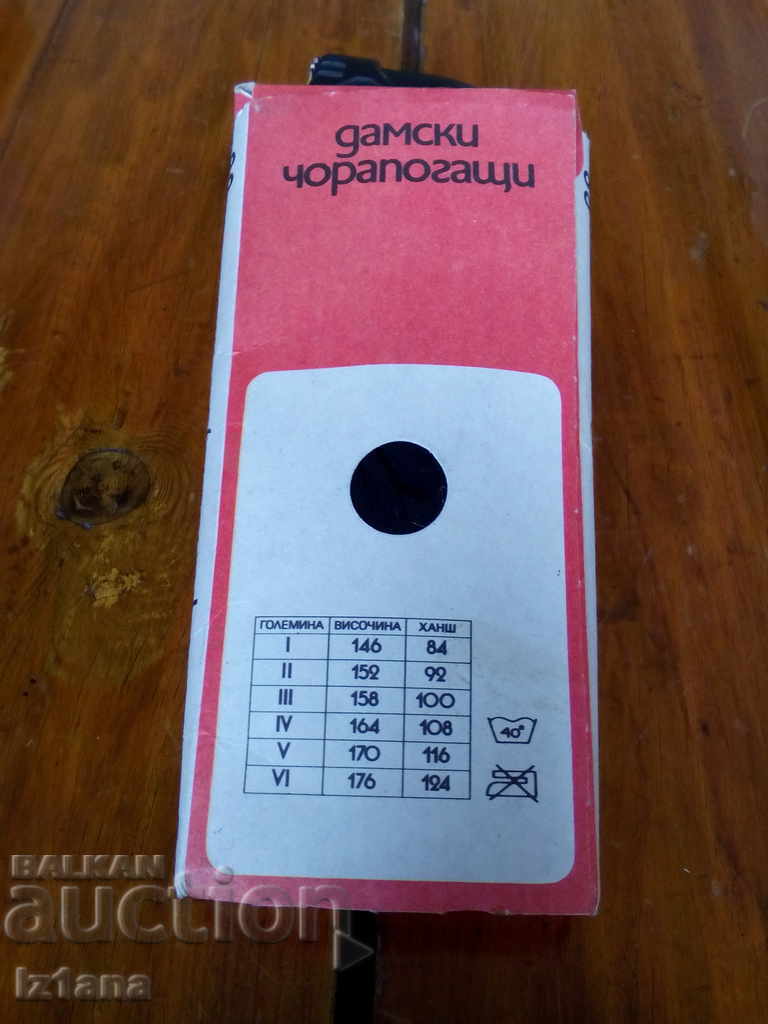 дамски
чорапогащи
ГОЛЕМИНА ВИСОЧИНА ХАНШ
I 146 84
II 152 92
III 158 100
IV 164 108
V 170 116
VI 176 124
40°
BALKAN
auction
Iz1ana